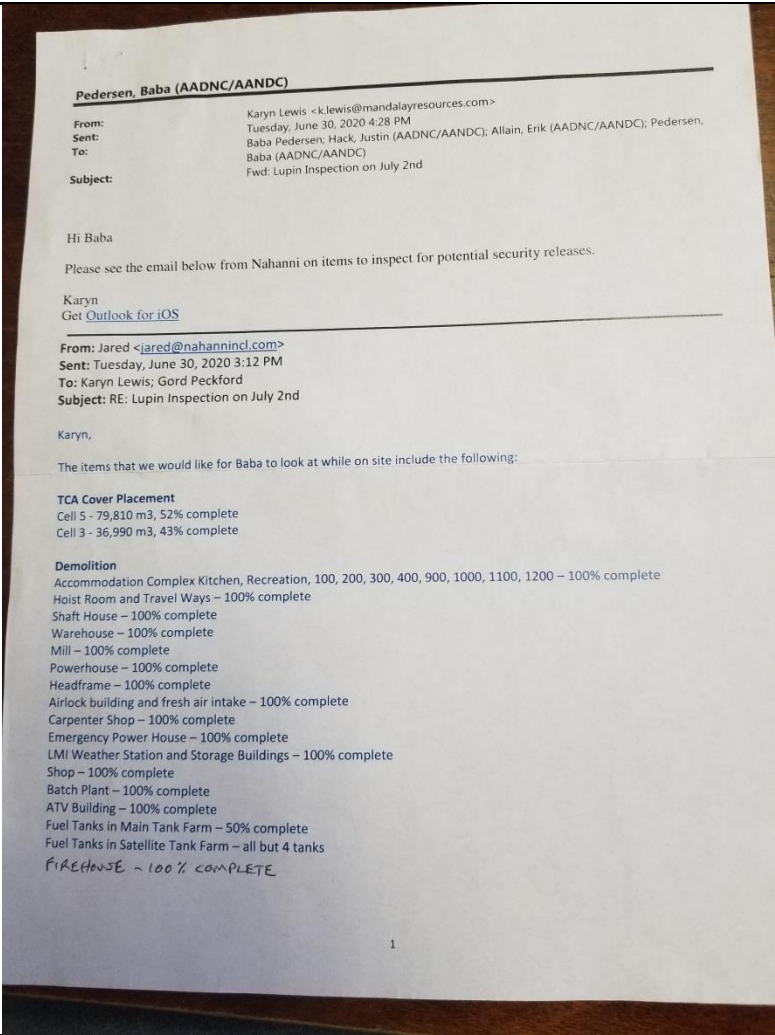 Pedersen, Baba (AADNC/AANDC)
From: Karyn Lewis <k.lewis@mandalayresources.com>
Sent: Tuesday, June 30, 2020 4:28 PM
To: Baba Pedersen; Hack, Justin (AADNC/AANDC); Allain, Erik (AADNC/AANDC); Pedersen,
Baba (AADNC/AANDC)
Subject: Fwd: Lupin Inspection on July 2nd
Hi Baba
Please see the email below from Nahanni on items to inspect for potential security releases.
Karyn
Get Outlook for iOS
From: Jared <jared@nahannincl.com>
Sent: Tuesday, June 30, 2020 3:12 PM
To: Karyn Lewis; Gord Peckford
Subject: RE: Lupin Inspection on July 2nd
Karyn,
The items that we would like for Baba to look at while on site include the following:
TCA Cover Placement
Cell 5 - 79,810 m3, 52% complete
Cell 3 - 36,990 m3, 43% complete
Demolition
Accommodation Complex Kitchen, Recreation, 100, 200, 300, 400, 900, 1000, 1100, 1200 – 100% complete
Hoist Room and Travel Ways – 100% complete
Shaft House – 100% complete
Warehouse – 100% complete
Mill – 100% complete
Powerhouse – 100% complete
Headframe – 100% complete
Airlock building and fresh air intake – 100% complete
Carpenter Shop – 100% complete
Emergency Power House – 100% complete
LMI Weather Station and Storage Buildings – 100% complete
Shop – 100% complete
Batch Plant – 100% complete
ATV Building – 100% complete
Fuel Tanks in Main Tank Farm – 50% complete
Fuel Tanks in Satellite Tank Farm – all but 4 tanks
FIREHOUSE - 100% COMPLETE
1